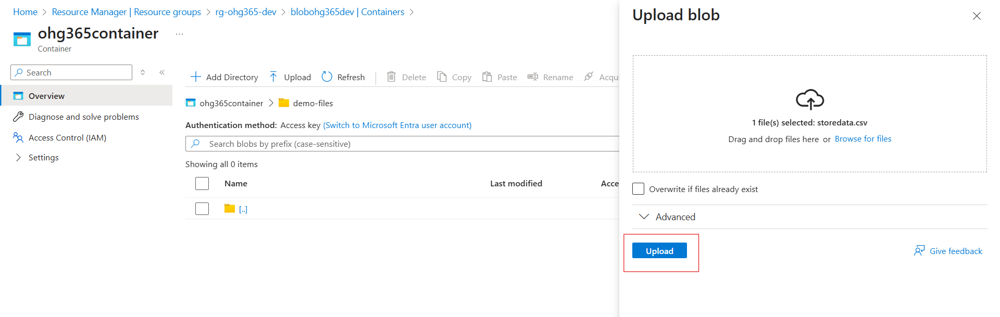 Home > Resource Manager | Resource groups > rg-ohg365-dev > blobohg365dev | Containers >
ohg365container ...
Container
Search
Overview
Diagnose and solve problems
Access Control (IAM)
Settings
Add Directory Upload Refresh Delete Copy Paste Rename Acqu
ohg365container > demo-files
Authentication method: Access key (Switch to Microsoft Entra user account)
Search blobs by prefix (case-sensitive)
Showing all 0 items
Name Last modified Acce
[..]
Upload blob
1 file(s) selected: storedata.csv
Drag and drop files here or Browse for files
Overwrite if files already exist
Advanced
Upload
Give feedback